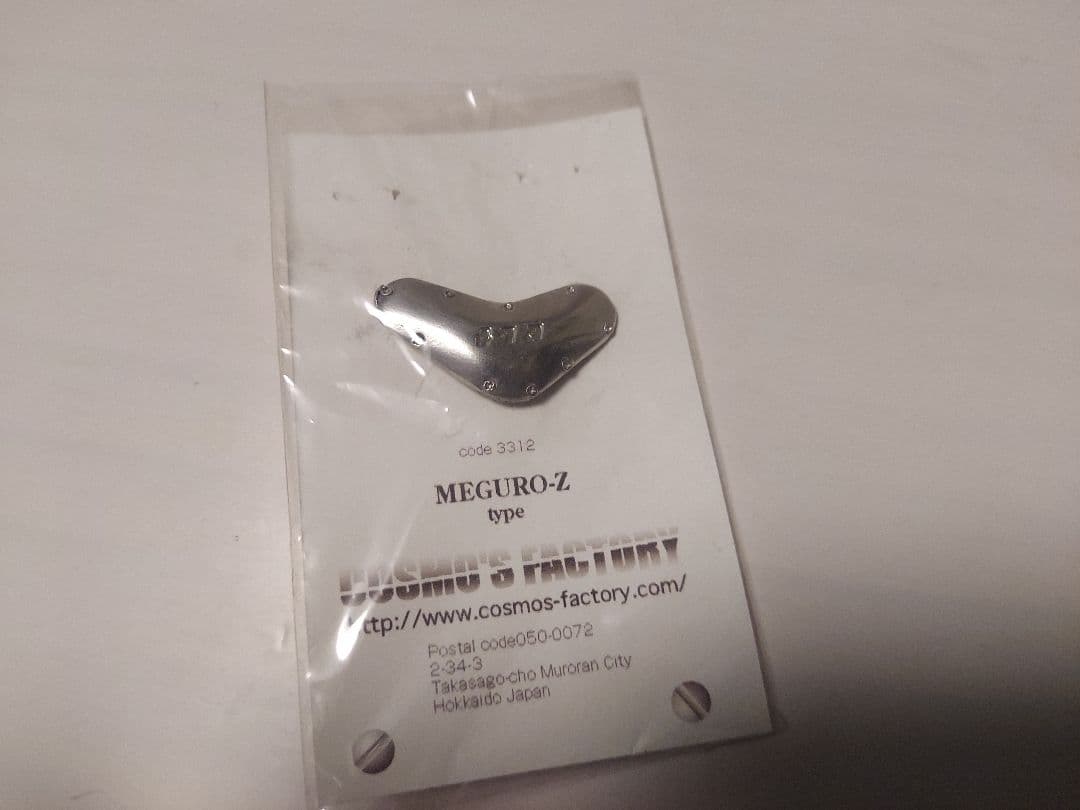 code 3312
MEGURO-Z
type
COSMO'S FACTORY
ttp://www.cosmos-factory.com/
Postal code050-0072
2-34-3
Takasago-cho Muroran City
Hokkaido Japan